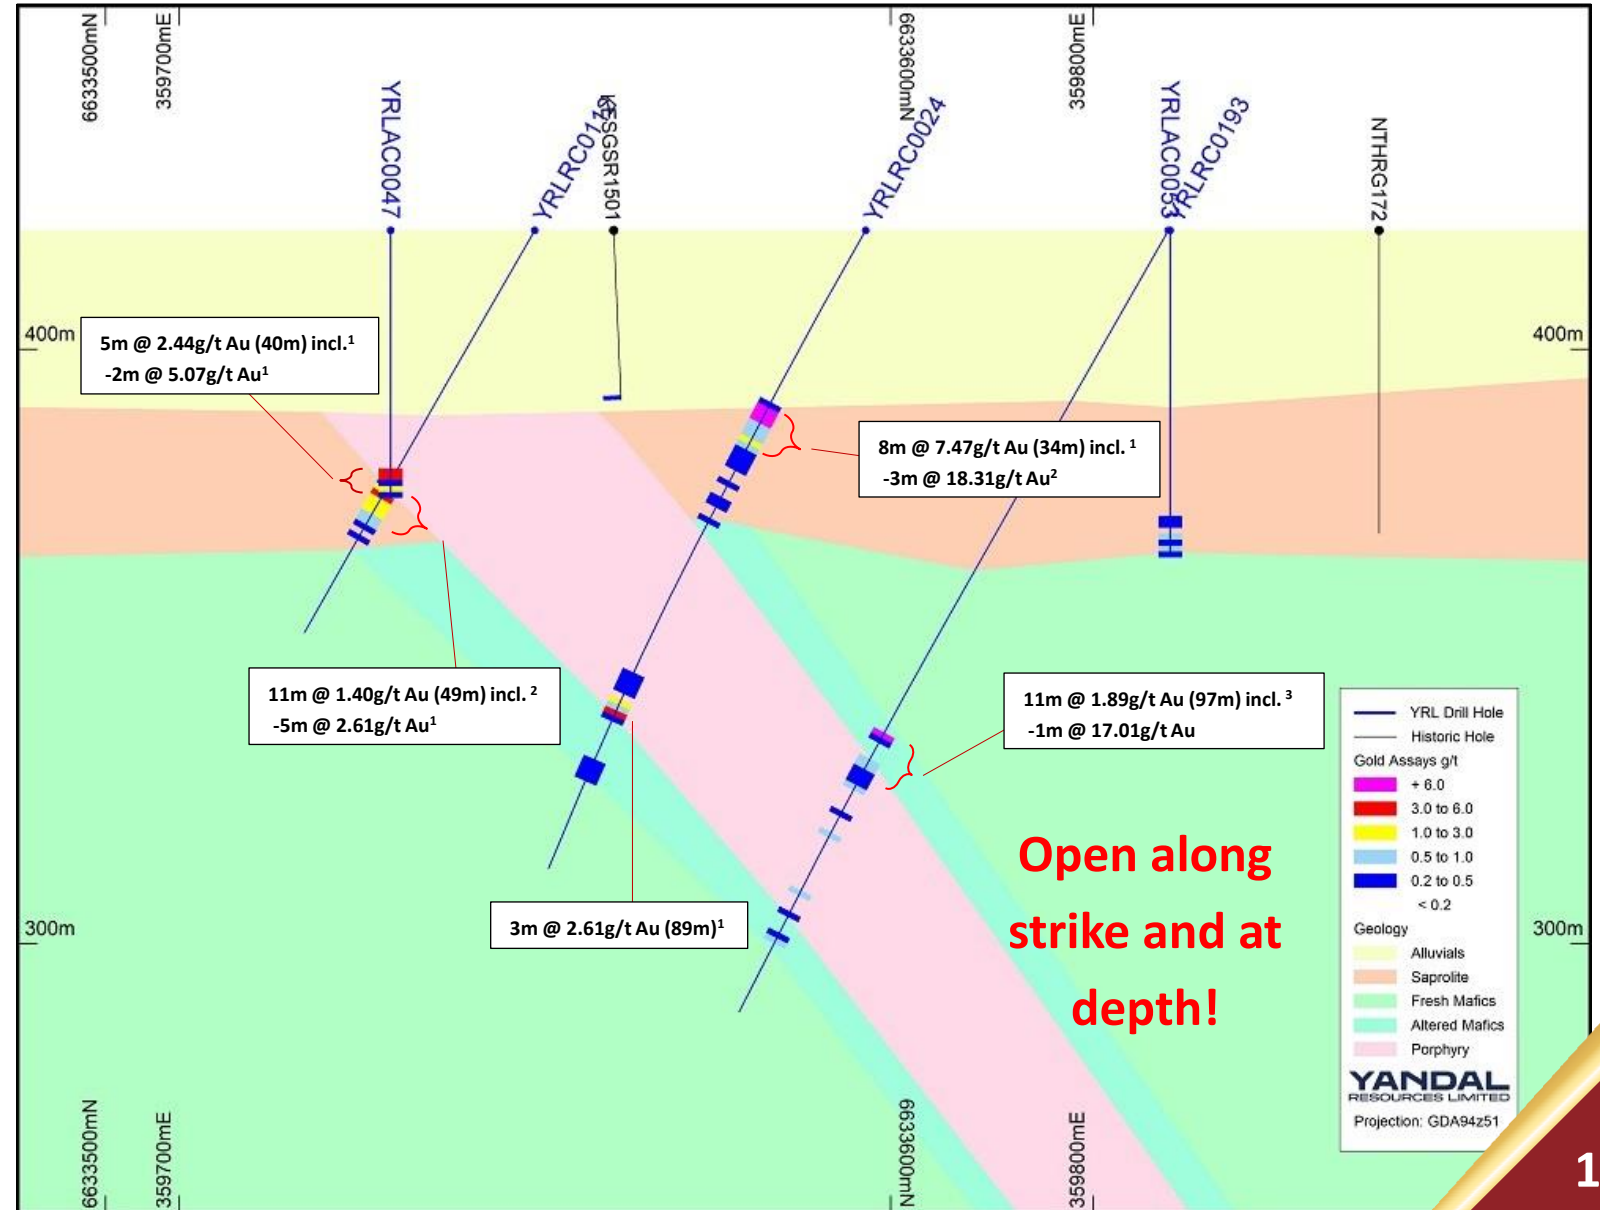 6633500mN
359700mE
6633600mN
359800mE
YRLAC0047
KESGSR1501
YRLRC0024
YRLAC0053
YRLRC0193
NTHRG172
400m
400m
5m @ 2.44g/t Au (40m) incl.1
-2m @ 5.07g/t Au1
8m @ 7.47g/t Au (34m) incl. 1
-3m @ 18.31g/t Au2
11m @ 1.40g/t Au (49m) incl. 2
-5m @ 2.61g/t Au1
11m @ 1.89g/t Au (97m) incl. 3
-1m @ 17.01g/t Au
3m @ 2.61g/t Au (89m)1
Open along
strike and at
depth!
300m
300m
YRL Drill Hole
Historic Hole
Gold Assays g/t
+ 6.0
3.0 to 6.0
1.0 to 3.0
0.5 to 1.0
0.2 to 0.5
< 0.2
Geology
Alluvials
Saprolite
Fresh Mafics
Altered Mafics
Porphyry
YANDAL
RESOURCES LIMITED
Projection: GDA94z51
6633500mN
359700mE
6633600mN
359800mE
1